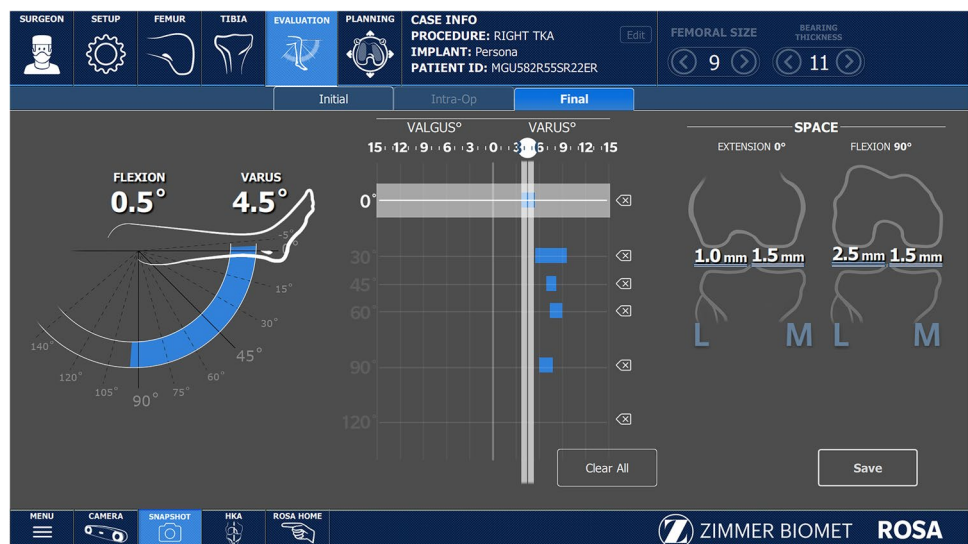 SURGEON SETUP FEMUR TIBIA EVALUATION PLANNING
CASE INFO
PROCEDURE: RIGHT TKA
IMPLANT: Persona
PATIENT ID: MGU582R55SR22ER
Edit
FEMORAL SIZE
9
BEARING
THICKNESS
11
Initial Intra-Op Final
FLEXION
0.5°
VARUS
4.5°
-5°
0°
15°
30°
45°
60°
75°
90°
105°
120°
140°
VALGUS° VARUS°
15 12 9 6 3 0 3 6 9 12 15
0°
30°
45°
60°
90°
120°
Clear All
SPACE
EXTENSION 0° FLEXION 90°
1.0 mm 1.5 mm 2.5 mm 1.5 mm
L M L M
Save
MENU CAMERA SNAPSHOT HKA ROSA HOME
Z ZIMMER BIOMET ROSA